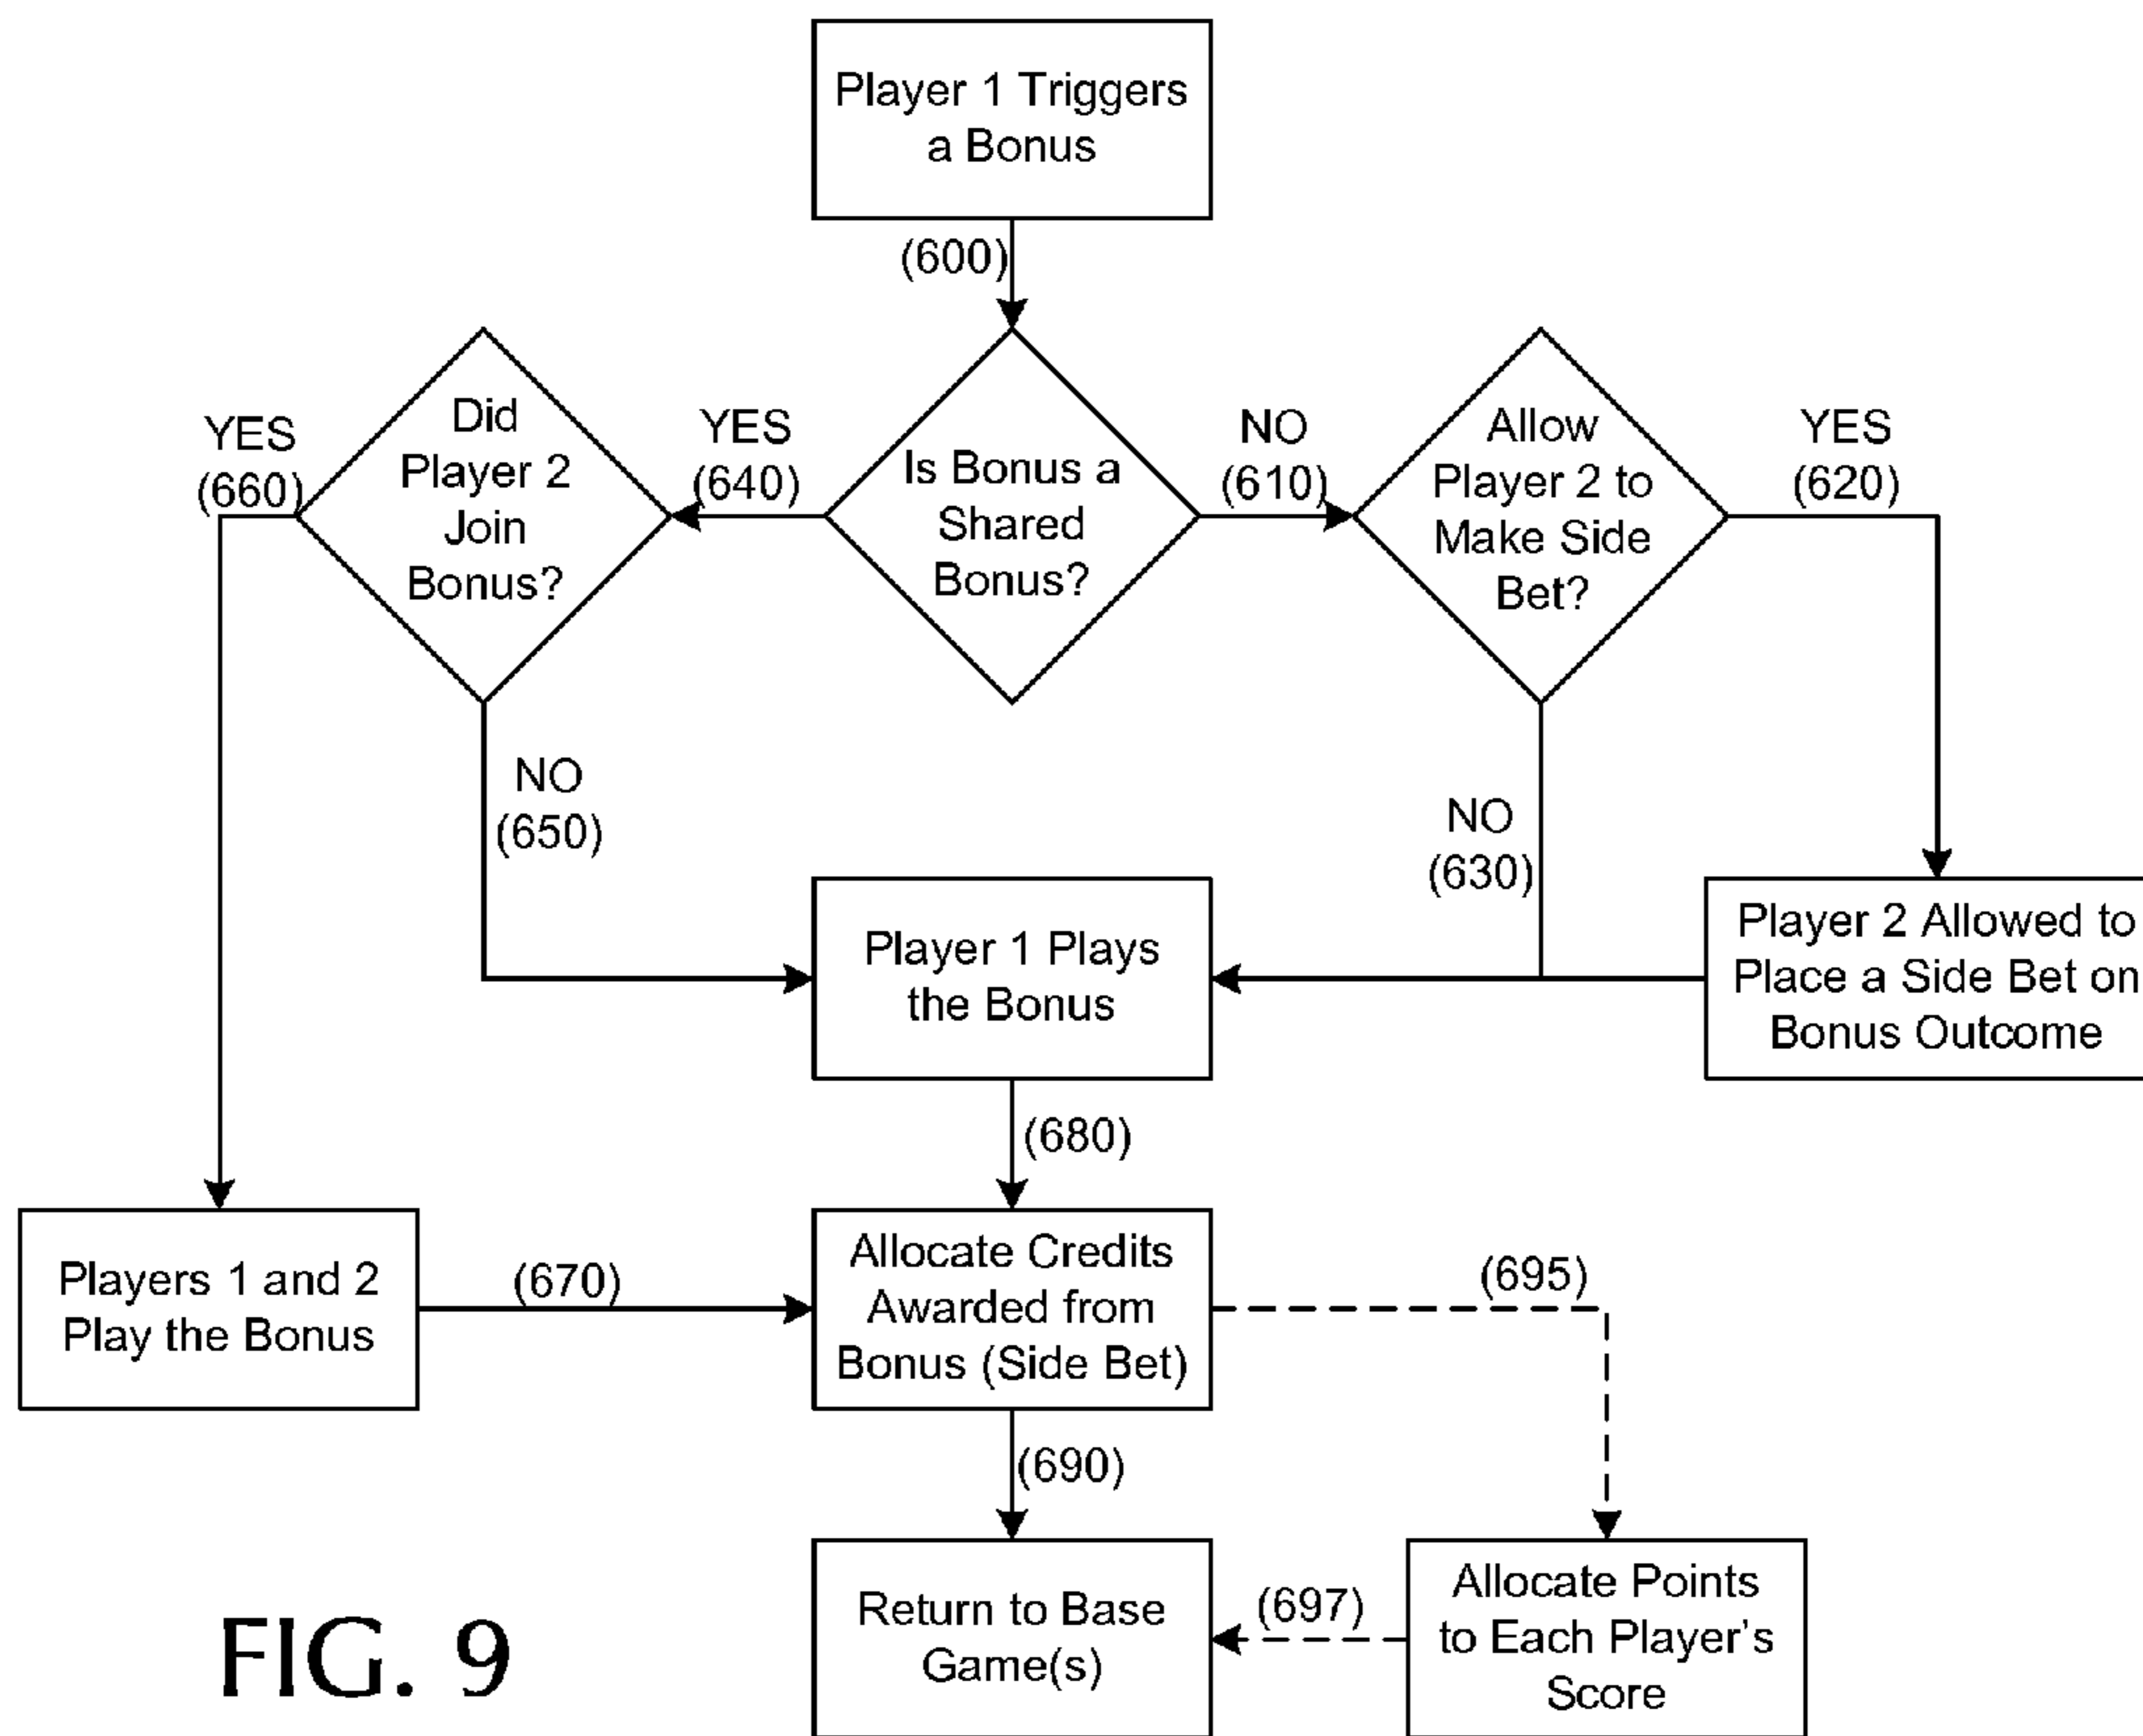 Player 1 Triggers
a Bonus
(600)
Did
Player 2
Join
Bonus?
YES
(660)
YES
(640)
Is Bonus a
Shared
Bonus?
NO
(610)
Allow
Player 2 to
Make Side
Bet?
YES
(620)
NO
(650)
NO
(630)
Player 1 Plays
the Bonus
Player 2 Allowed to
Place a Side Bet on
Bonus Outcome
(680)
Players 1 and 2
Play the Bonus
(670)
Allocate Credits
Awarded from
Bonus (Side Bet)
(695)
(690)
Return to Base
Game(s)
(697)
Allocate Points
to Each Player's
Score
FIG. 9